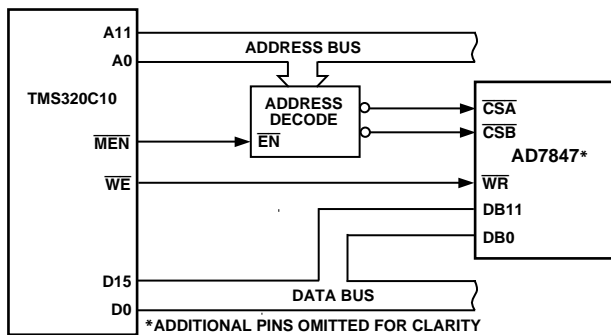 A11
ADDRESS BUS
A0
TMS320C10
ADDRESS
DECODE
CSA
MEN
EN
CSB
AD7847*
WE
WR
DB11
DB0
D15
DATA BUS
D0
*ADDITIONAL PINS OMITTED FOR CLARITY